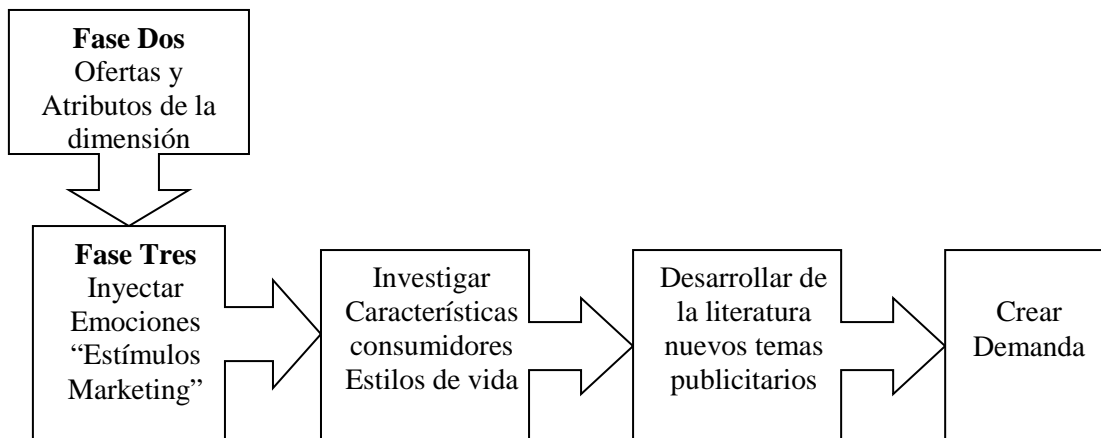 Fase Dos
Ofertas y
Atributos de la
dimensión
Fase Tres
Inyectar
Emociones
“Estímulos
Marketing”
Investigar
Características
consumidores
Estilos de vida
Desarrollar de
la literatura
nuevos temas
publicitarios
Crear
Demanda